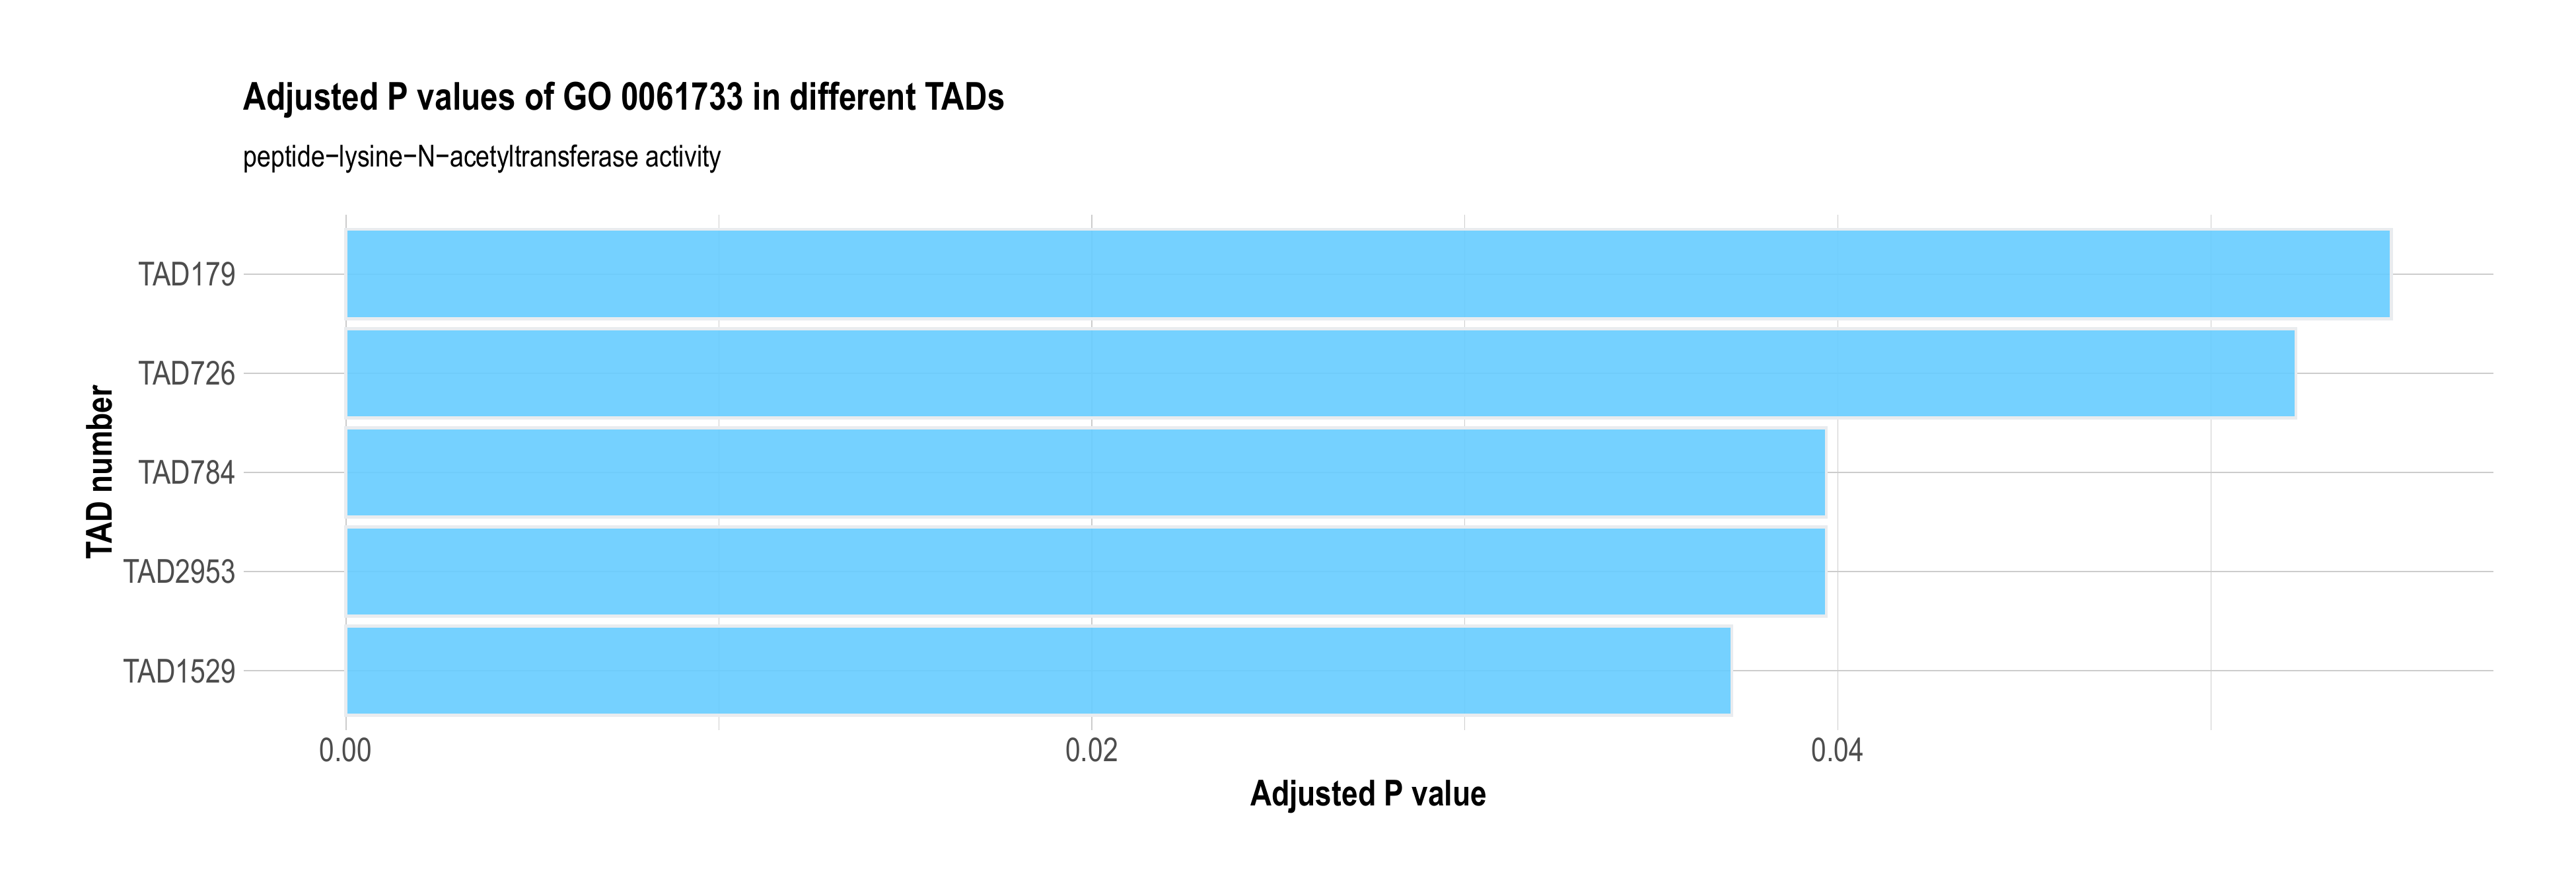 Adjusted P values of GO 0061733 in different TADs
peptide−lysine−N−acetyltransferase activity
TAD number
TAD179
TAD726
TAD784
TAD2953
TAD1529
0.00 0.02 0.04
Adjusted P value